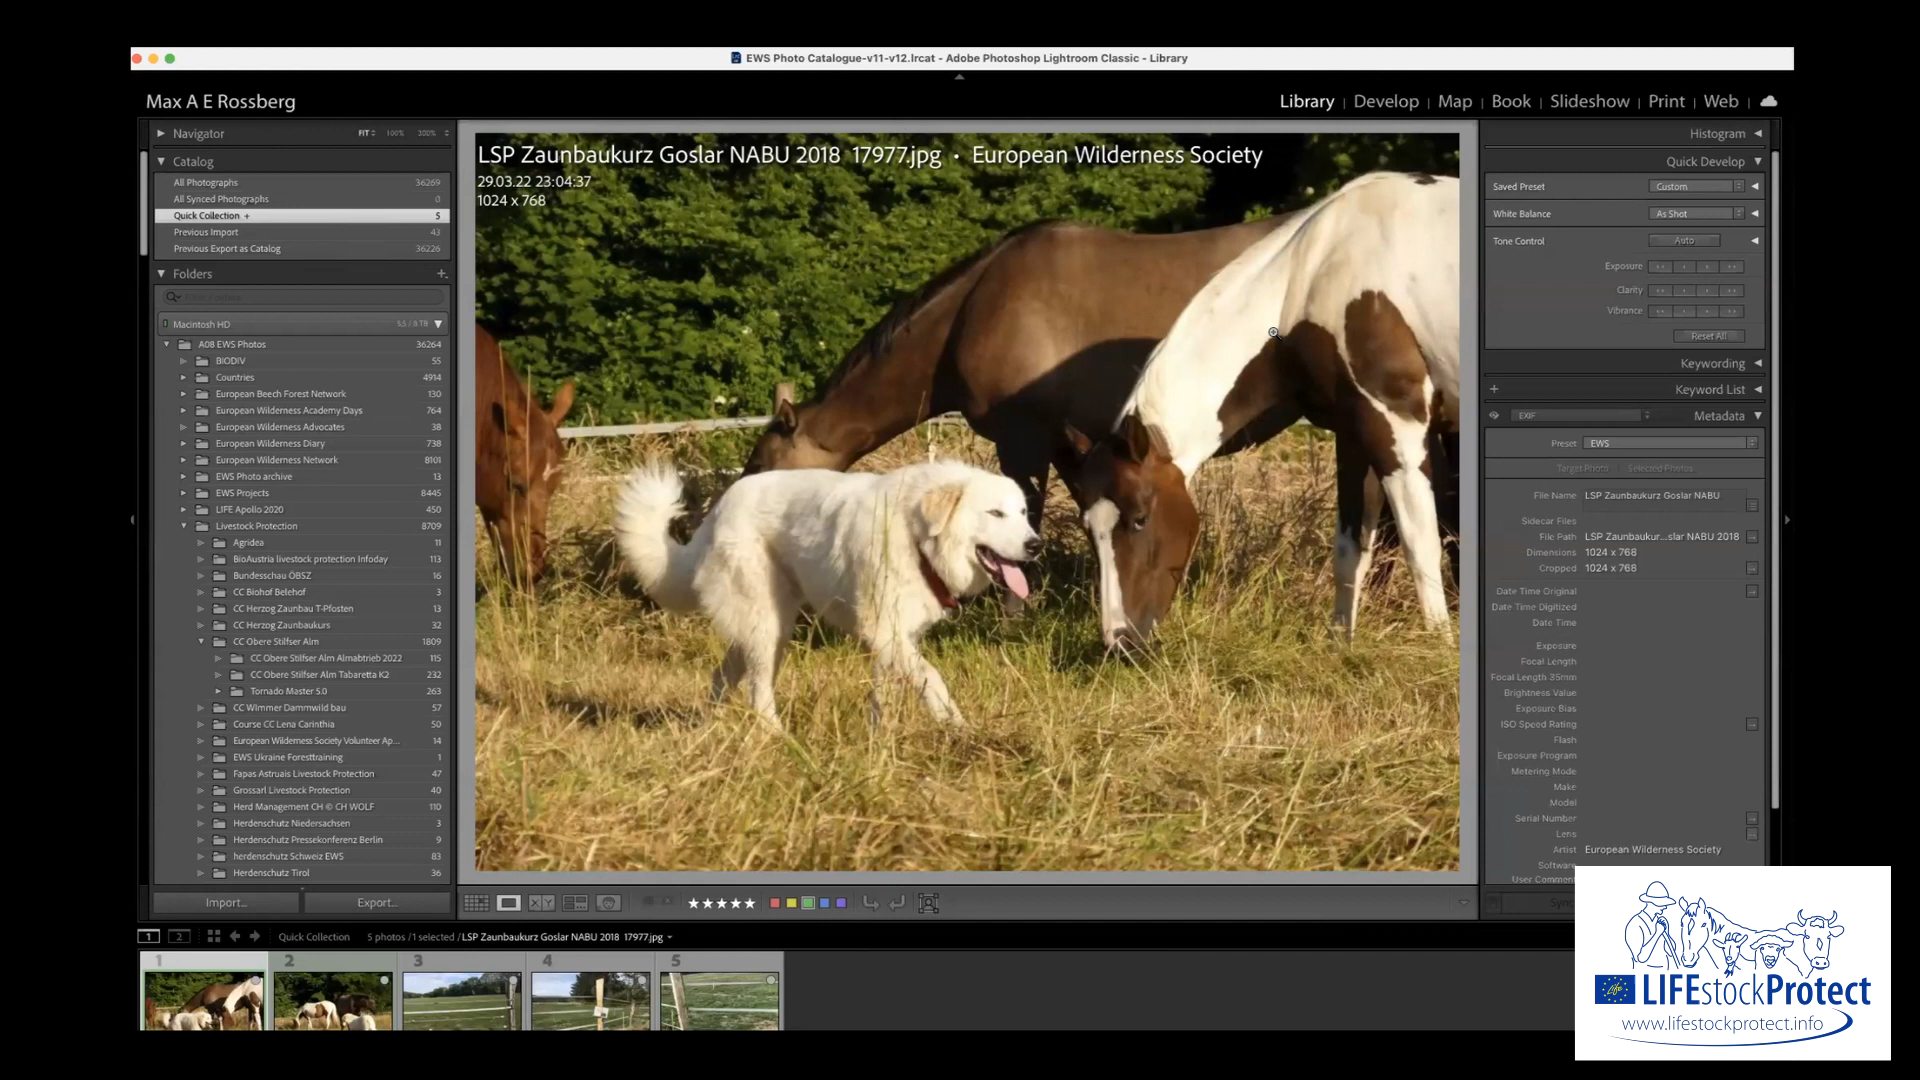 EWS Photo Catalogue-v11-v12.lrcat - Adobe Photoshop Lightroom Classic - Library
Max A E Rossberg
Library | Develop | Map | Book | Slideshow | Print | Web
Navigator FIT 100% 300%
Catalog
All Photographs 36269
All Synced Photographs 0
Quick Collection + 5
Previous Import 43
Previous Export as Catalog 36226
Folders
Macintosh HD 5,5 / 8 TB
A08 EWS Photos 36264
BIODIV 55
Countries 4914
European Beech Forest Network 130
European Wilderness Academy Days 764
European Wilderness Advocates 38
European Wilderness Diary 738
European Wilderness Network 8101
EWS Photo archive 13
EWS Projects 8445
LIFE Apollo 2020 450
Livestock Protection 8709
Agridea 11
BioAustria livestock protection Infoday 113
Bundesschau ÖBSZ 16
CC Biohof Belehof 3
CC Herzog Zaunbau T-Pfosten 13
CC Herzog Zaunbaukurs 32
CC Obere Stilfser Alm 1809
CC Obere Stilfser Alm Almabtrieb 2022 115
CC Obere Stilfser Alm Tabaretta K2 232
Tornado Master 5.0 263
CC Wimmer Dammwild bau 57
Course CC Lena Carinthia 50
European Wilderness Society Volunteer Ap... 14
EWS Ukraine Foresttraining 1
Fapas Astruais Livestock Protection 47
Grossarl Livestock Protection 40
Herd Management CH © CH WOLF 110
Herdenschutz Niedersachsen 3
Herdenschutz Pressekonferenz Berlin 9
herdenschutz Schweiz EWS 83
Herdenschutz Tirol 36
Import... Export...
LSP Zaunbaukurz Goslar NABU 2018 17977.jpg • European Wilderness Society
29.03.22 23:04:37
1024 x 768
X Y
Histogram
Quick Develop
Saved Preset Custom
White Balance As Shot
Tone Control Auto
Exposure
Clarity
Vibrance
Reset All
Keywording
Keyword List
EXIF Metadata
Preset EWS
Target Photo Selected Photos
File Name LSP Zaunbaukurz Goslar NABU
Sidecar Files
File Path LSP Zaunbaukur...slar NABU 2018
Dimensions 1024 x 768
Cropped 1024 x 768
Date Time Original
Date Time Digitized
Date Time
Exposure
Focal Length
Focal Length 35mm
Brightness Value
Exposure Bias
ISO Speed Rating
Flash
Exposure Program
Metering Mode
Make
Model
Serial Number
Lens
Artist European Wilderness Society
Software
User Comment
Sync
1 2 Quick Collection 5 photos / 1 selected / LSP Zaunbaukurz Goslar NABU 2018 17977.jpg
1 2 3 4 5
LIFEstockProtect
www.lifestockprotect.info